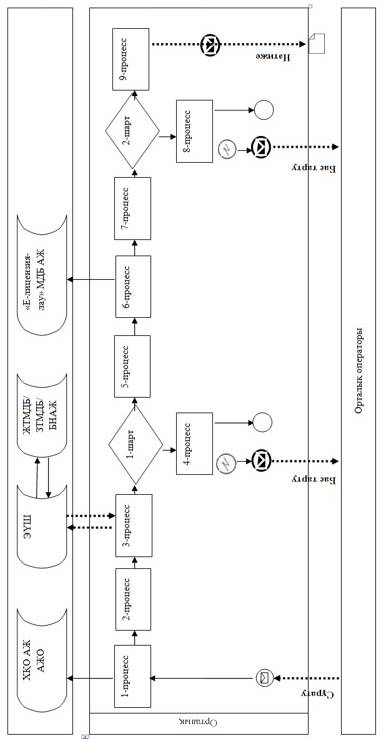 ХҚО АЖ
АЖО
ЭҮШ
ЖТМДБ/
ЗТМДБ/
БНАЖ
«Е-лицензия-
лау» МДБ АЖ
Орталық
1-процесс
2-процесс
3-процесс
1-шарт
4-процесс
5-процесс
6-процесс
7-процесс
2-шарт
8-процесс
9-процесс
Сұрату
Бас тарту
Бас тарту
Нәтиже
Орталық операторы